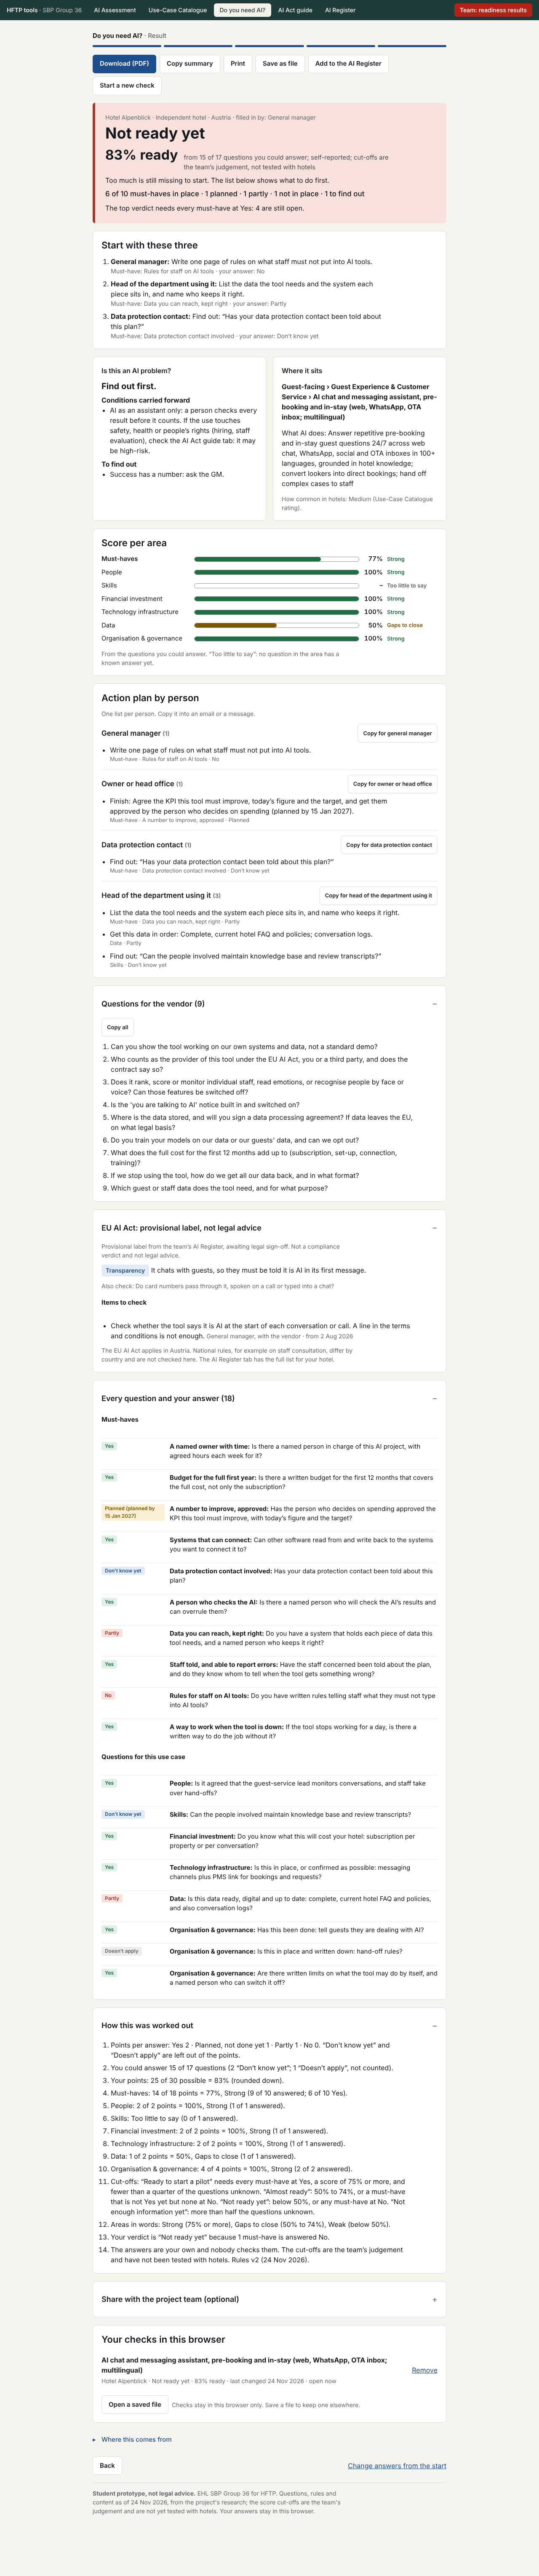 HFTP tools · SBP Group 36
AI Assessment
Use-Case Catalogue
Do you need AI?
AI Act guide
AI Register
Team: readiness results
Do you need AI? · Result
Download (PDF)
Copy summary
Print
Save as file
Add to the AI Register
Start a new check
Hotel Alpenblick · Independent hotel · Austria · filled in by: General manager
Not ready yet
83% ready
from 15 of 17 questions you could answer; self-reported; cut-offs are
the team's judgement, not tested with hotels
Too much is still missing to start. The list below shows what to do first.
6 of 10 must-haves in place · 1 planned · 1 partly · 1 not in place · 1 to find out
The top verdict needs every must-have at Yes: 4 are still open.
Start with these three
1. General manager: Write one page of rules on what staff must not put into AI tools.
Must-have: Rules for staff on AI tools · your answer: No
2. Head of the department using it: List the data the tool needs and the system each
piece sits in, and name who keeps it right.
Must-have: Data you can reach, kept right · your answer: Partly
3. Data protection contact: Find out: “Has your data protection contact been told about
this plan?”
Must-have: Data protection contact involved · your answer: Don't know yet
Is this an AI problem?
Find out first.
Conditions carried forward
• AI as an assistant only: a person checks every
result before it counts. If the use touches
safety, health or people's rights (hiring, staff
evaluation), check the AI Act guide tab: it may
be high-risk.
To find out
• Success has a number: ask the GM.
Where it sits
Guest-facing › Guest Experience & Customer
Service › AI chat and messaging assistant, pre-
booking and in-stay (web, WhatsApp, OTA
inbox; multilingual)
What AI does: Answer repetitive pre-booking
and in-stay guest questions 24/7 across web
chat, WhatsApp, social and OTA inboxes in 100+
languages, grounded in hotel knowledge;
convert lookers into direct bookings; hand off
complex cases to staff
How common in hotels: Medium (Use-Case Catalogue
rating).
Score per area
Must-haves 77% Strong
People 100% Strong
Skills – Too little to say
Financial investment 100% Strong
Technology infrastructure 100% Strong
Data 50% Gaps to close
Organisation & governance 100% Strong
From the questions you could answer. “Too little to say”: no question in the area has a
known answer yet.
Action plan by person
One list per person. Copy it into an email or a message.
General manager (1)
Copy for general manager
• Write one page of rules on what staff must not put into AI tools.
Must-have · Rules for staff on AI tools · No
Owner or head office (1)
Copy for owner or head office
• Finish: Agree the KPI this tool must improve, today's figure and the target, and get them
approved by the person who decides on spending (planned by 15 Jan 2027).
Must-have · A number to improve, approved · Planned
Data protection contact (1)
Copy for data protection contact
• Find out: “Has your data protection contact been told about this plan?”
Must-have · Data protection contact involved · Don't know yet
Head of the department using it (3)
Copy for head of the department using it
• List the data the tool needs and the system each piece sits in, and name who keeps it right.
Must-have · Data you can reach, kept right · Partly
• Get this data in order: Complete, current hotel FAQ and policies; conversation logs.
Data · Partly
• Find out: “Can the people involved maintain knowledge base and review transcripts?”
Skills · Don't know yet
Questions for the vendor (9)
−
Copy all
1. Can you show the tool working on our own systems and data, not a standard demo?
2. Who counts as the provider of this tool under the EU AI Act, you or a third party, and does the
contract say so?
3. Does it rank, score or monitor individual staff, read emotions, or recognise people by face or
voice? Can those features be switched off?
4. Is the 'you are talking to AI' notice built in and switched on?
5. Where is the data stored, and will you sign a data processing agreement? If data leaves the EU,
on what legal basis?
6. Do you train your models on our data or our guests' data, and can we opt out?
7. What does the full cost for the first 12 months add up to (subscription, set-up, connection,
training)?
8. If we stop using the tool, how do we get all our data back, and in what format?
9. Which guest or staff data does the tool need, and for what purpose?
EU AI Act: provisional label, not legal advice
−
Provisional label from the team's AI Register, awaiting legal sign-off. Not a compliance
verdict and not legal advice.
Transparency It chats with guests, so they must be told it is AI in its first message.
Also check: Do card numbers pass through it, spoken on a call or typed into a chat?
Items to check
• Check whether the tool says it is AI at the start of each conversation or call. A line in the terms
and conditions is not enough. General manager, with the vendor · from 2 Aug 2026
The EU AI Act applies in Austria. National rules, for example on staff consultation, differ by
country and are not checked here. The AI Register tab has the full list for your hotel.
Every question and your answer (18)
−
Must-haves
Yes
A named owner with time: Is there a named person in charge of this AI project, with
agreed hours each week for it?
Yes
Budget for the full first year: Is there a written budget for the first 12 months that covers
the full cost, not only the subscription?
Planned (planned by
15 Jan 2027)
A number to improve, approved: Has the person who decides on spending approved the
KPI this tool must improve, with today's figure and the target?
Yes
Systems that can connect: Can other software read from and write back to the systems
you want to connect it to?
Don't know yet
Data protection contact involved: Has your data protection contact been told about this
plan?
Yes
A person who checks the AI: Is there a named person who will check the AI's results and
can overrule them?
Partly
Data you can reach, kept right: Do you have a system that holds each piece of data this
tool needs, and a named person who keeps it right?
Yes
Staff told, and able to report errors: Have the staff concerned been told about the plan,
and do they know whom to tell when the tool gets something wrong?
No
Rules for staff on AI tools: Do you have written rules telling staff what they must not type
into AI tools?
Yes
A way to work when the tool is down: If the tool stops working for a day, is there a
written way to do the job without it?
Questions for this use case
Yes
People: Is it agreed that the guest-service lead monitors conversations, and staff take
over hand-offs?
Don't know yet
Skills: Can the people involved maintain knowledge base and review transcripts?
Yes
Financial investment: Do you know what this will cost your hotel: subscription per
property or per conversation?
Yes
Technology infrastructure: Is this in place, or confirmed as possible: messaging
channels plus PMS link for bookings and requests?
Partly
Data: Is this data ready, digital and up to date: complete, current hotel FAQ and policies,
and also conversation logs?
Yes
Organisation & governance: Has this been done: tell guests they are dealing with AI?
Doesn't apply
Organisation & governance: Is this in place and written down: hand-off rules?
Yes
Organisation & governance: Are there written limits on what the tool may do by itself, and
a named person who can switch it off?
How this was worked out
−
1. Points per answer: Yes 2 · Planned, not done yet 1 · Partly 1 · No 0. “Don't know yet” and
“Doesn't apply” are left out of the points.
2. You could answer 15 of 17 questions (2 “Don't know yet”; 1 “Doesn't apply”, not counted).
3. Your points: 25 of 30 possible = 83% (rounded down).
4. Must-haves: 14 of 18 points = 77%, Strong (9 of 10 answered; 6 of 10 Yes).
5. People: 2 of 2 points = 100%, Strong (1 of 1 answered).
6. Skills: Too little to say (0 of 1 answered).
7. Financial investment: 2 of 2 points = 100%, Strong (1 of 1 answered).
8. Technology infrastructure: 2 of 2 points = 100%, Strong (1 of 1 answered).
9. Data: 1 of 2 points = 50%, Gaps to close (1 of 1 answered).
10. Organisation & governance: 4 of 4 points = 100%, Strong (2 of 2 answered).
11. Cut-offs: “Ready to start a pilot” needs every must-have at Yes, a score of 75% or more, and
fewer than a quarter of the questions unknown. “Almost ready”: 50% to 74%, or a must-have
that is not Yes yet but none at No. “Not ready yet”: below 50%, or any must-have at No. “Not
enough information yet”: more than half the questions unknown.
12. Areas in words: Strong (75% or more), Gaps to close (50% to 74%), Weak (below 50%).
13. Your verdict is “Not ready yet” because 1 must-have is answered No.
14. The answers are your own and nobody checks them. The cut-offs are the team's judgement
and have not been tested with hotels. Rules v2 (24 Nov 2026).
Share with the project team (optional)
+
Your checks in this browser
AI chat and messaging assistant, pre-booking and in-stay (web, WhatsApp, OTA inbox;
multilingual)
Hotel Alpenblick · Not ready yet · 83% ready · last changed 24 Nov 2026 · open now
Remove
Open a saved file
Checks stay in this browser only. Save a file to keep one elsewhere.
▸ Where this comes from
Back
Change answers from the start
Student prototype, not legal advice. EHL SBP Group 36 for HFTP. Questions, rules and
content as of 24 Nov 2026, from the project's research; the score cut-offs are the team's
judgement and are not yet tested with hotels. Your answers stay in this browser.